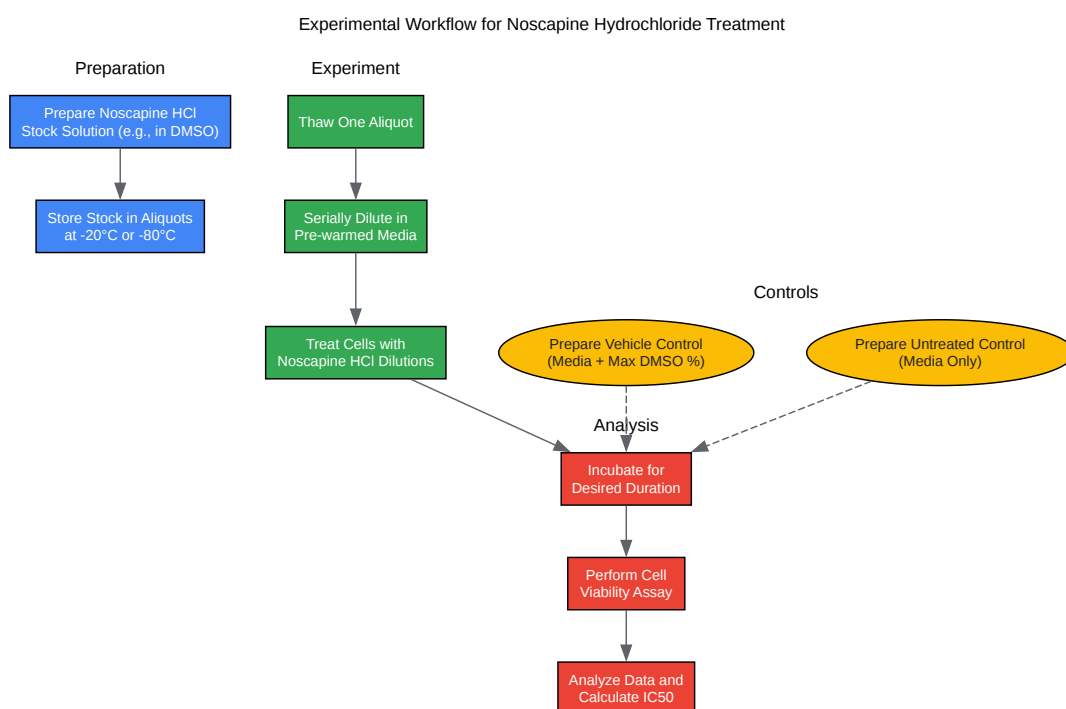 Experimental Workflow for Noscapine Hydrochloride Treatment
Preparation
Experiment
Prepare Noscapine HCl
Stock Solution (e.g., in DMSO)
Thaw One Aliquot
Store Stock in Aliquots
at -20°C or -80°C
Serially Dilute in
Pre-warmed Media
Controls
Treat Cells with
Noscapine HCl Dilutions
Prepare Vehicle Control
(Media + Max DMSO %)
Prepare Untreated Control
(Media Only)
Analysis
Incubate for
Desired Duration
Perform Cell
Viability Assay
Analyze Data and
Calculate IC50